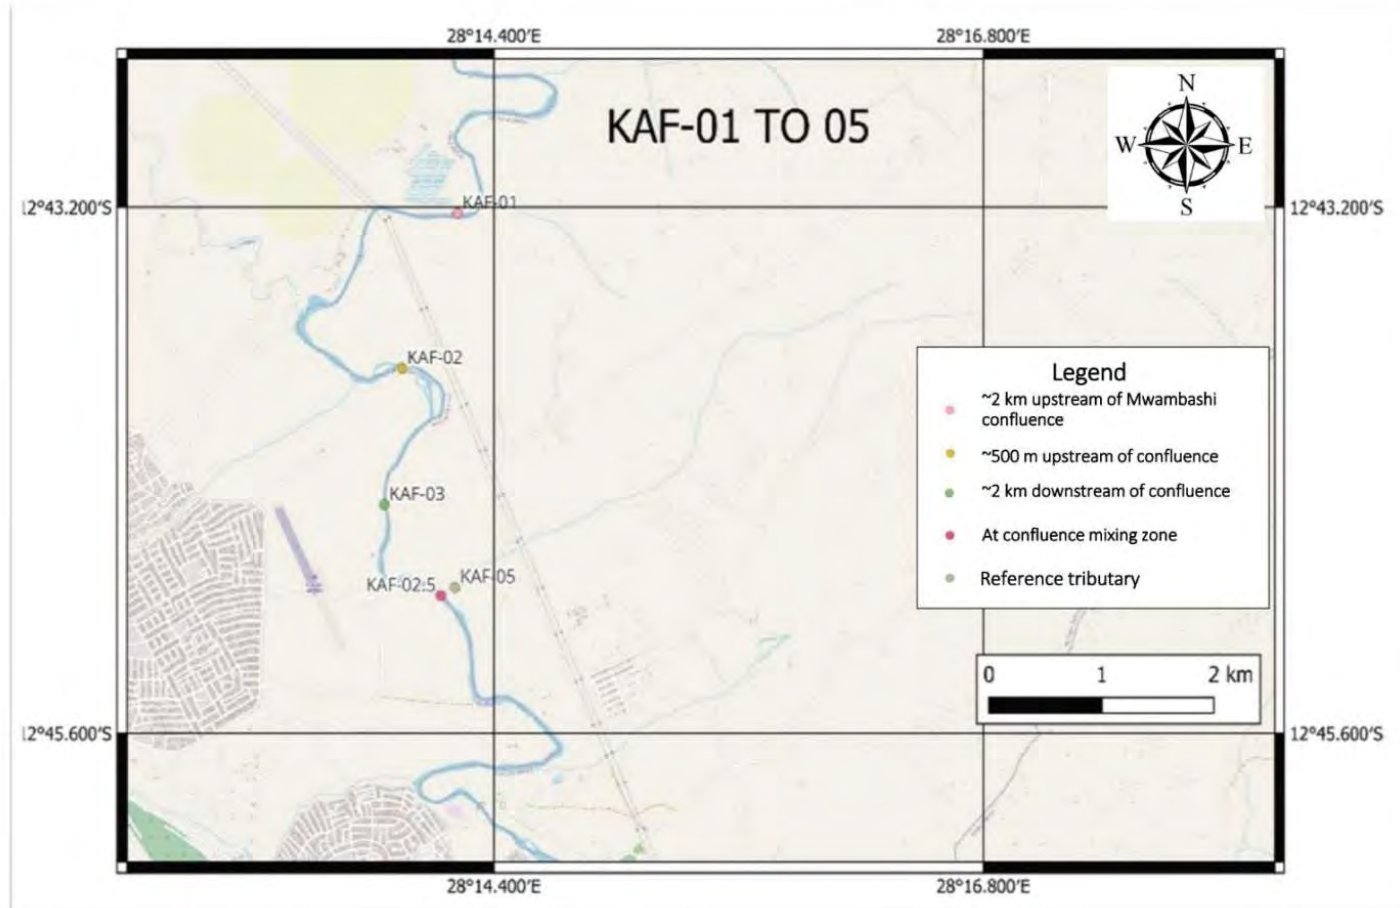 28°14.400'E 28°16.800'E
KAF-01 TO 05
N
W E
S
12°43.200'S KAF-01 12°43.200'S
KAF-02
KAF-03
KAF-02:5 KAF-05
Legend
~2 km upstream of Mwambashi
confluence
~500 m upstream of confluence
~2 km downstream of confluence
At confluence mixing zone
Reference tributary
0 1 2 km
12°45.600'S 12°45.600'S
28°14.400'E 28°16.800'E